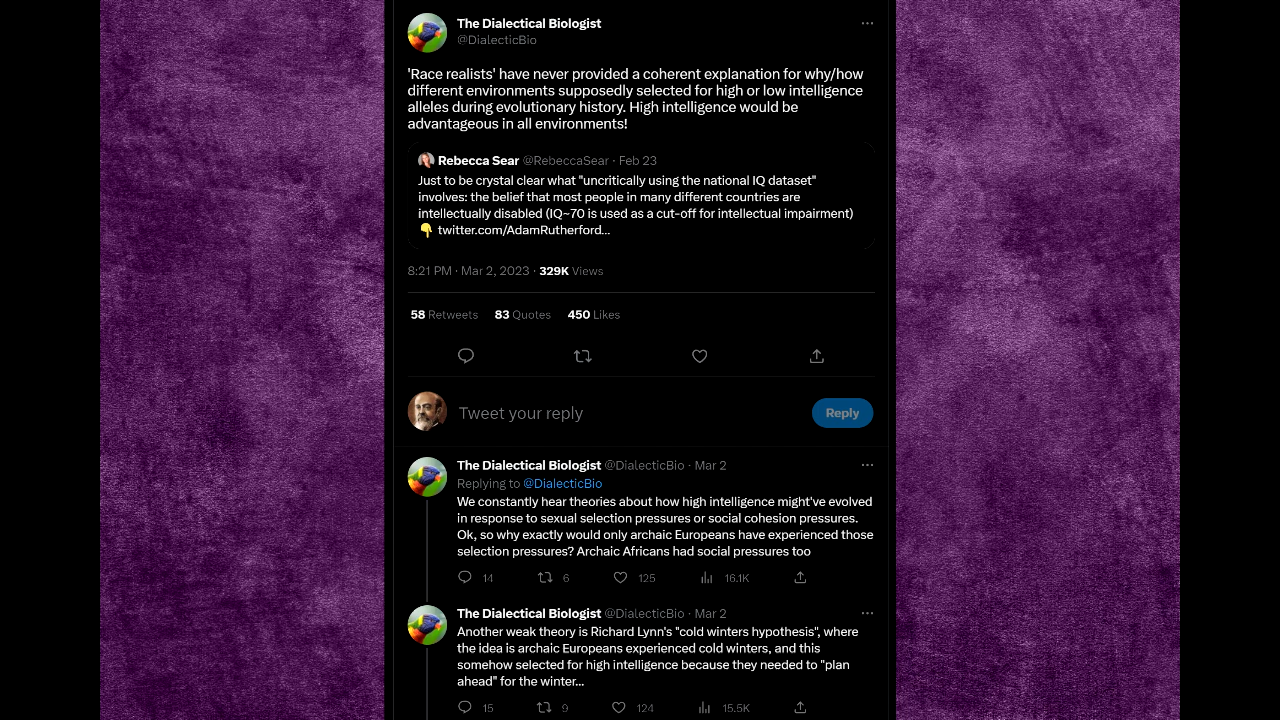 The Dialectical Biologist
@DialecticBio
'Race realists' have never provided a coherent explanation for why/how
different environments supposedly selected for high or low intelligence
alleles during evolutionary history. High intelligence would be
advantageous in all environments!
Rebecca Sear @RebeccaSear · Feb 23
Just to be crystal clear what "uncritically using the national IQ dataset"
involves: the belief that most people in many different countries are
intellectually disabled (IQ~70 is used as a cut-off for intellectual impairment)
👇 twitter.com/AdamRutherford...
8:21 PM · Mar 2, 2023 · 329K Views
58 Retweets 83 Quotes 450 Likes
Tweet your reply
Reply
The Dialectical Biologist @DialecticBio · Mar 2
Replying to @DialecticBio
We constantly hear theories about how high intelligence might've evolved
in response to sexual selection pressures or social cohesion pressures.
Ok, so why exactly would only archaic Europeans have experienced those
selection pressures? Archaic Africans had social pressures too
14 6 125 16.1K
The Dialectical Biologist @DialecticBio · Mar 2
Another weak theory is Richard Lynn's "cold winters hypothesis", where
the idea is archaic Europeans experienced cold winters, and this
somehow selected for high intelligence because they needed to "plan
ahead" for the winter...
15 9 124 15.5K